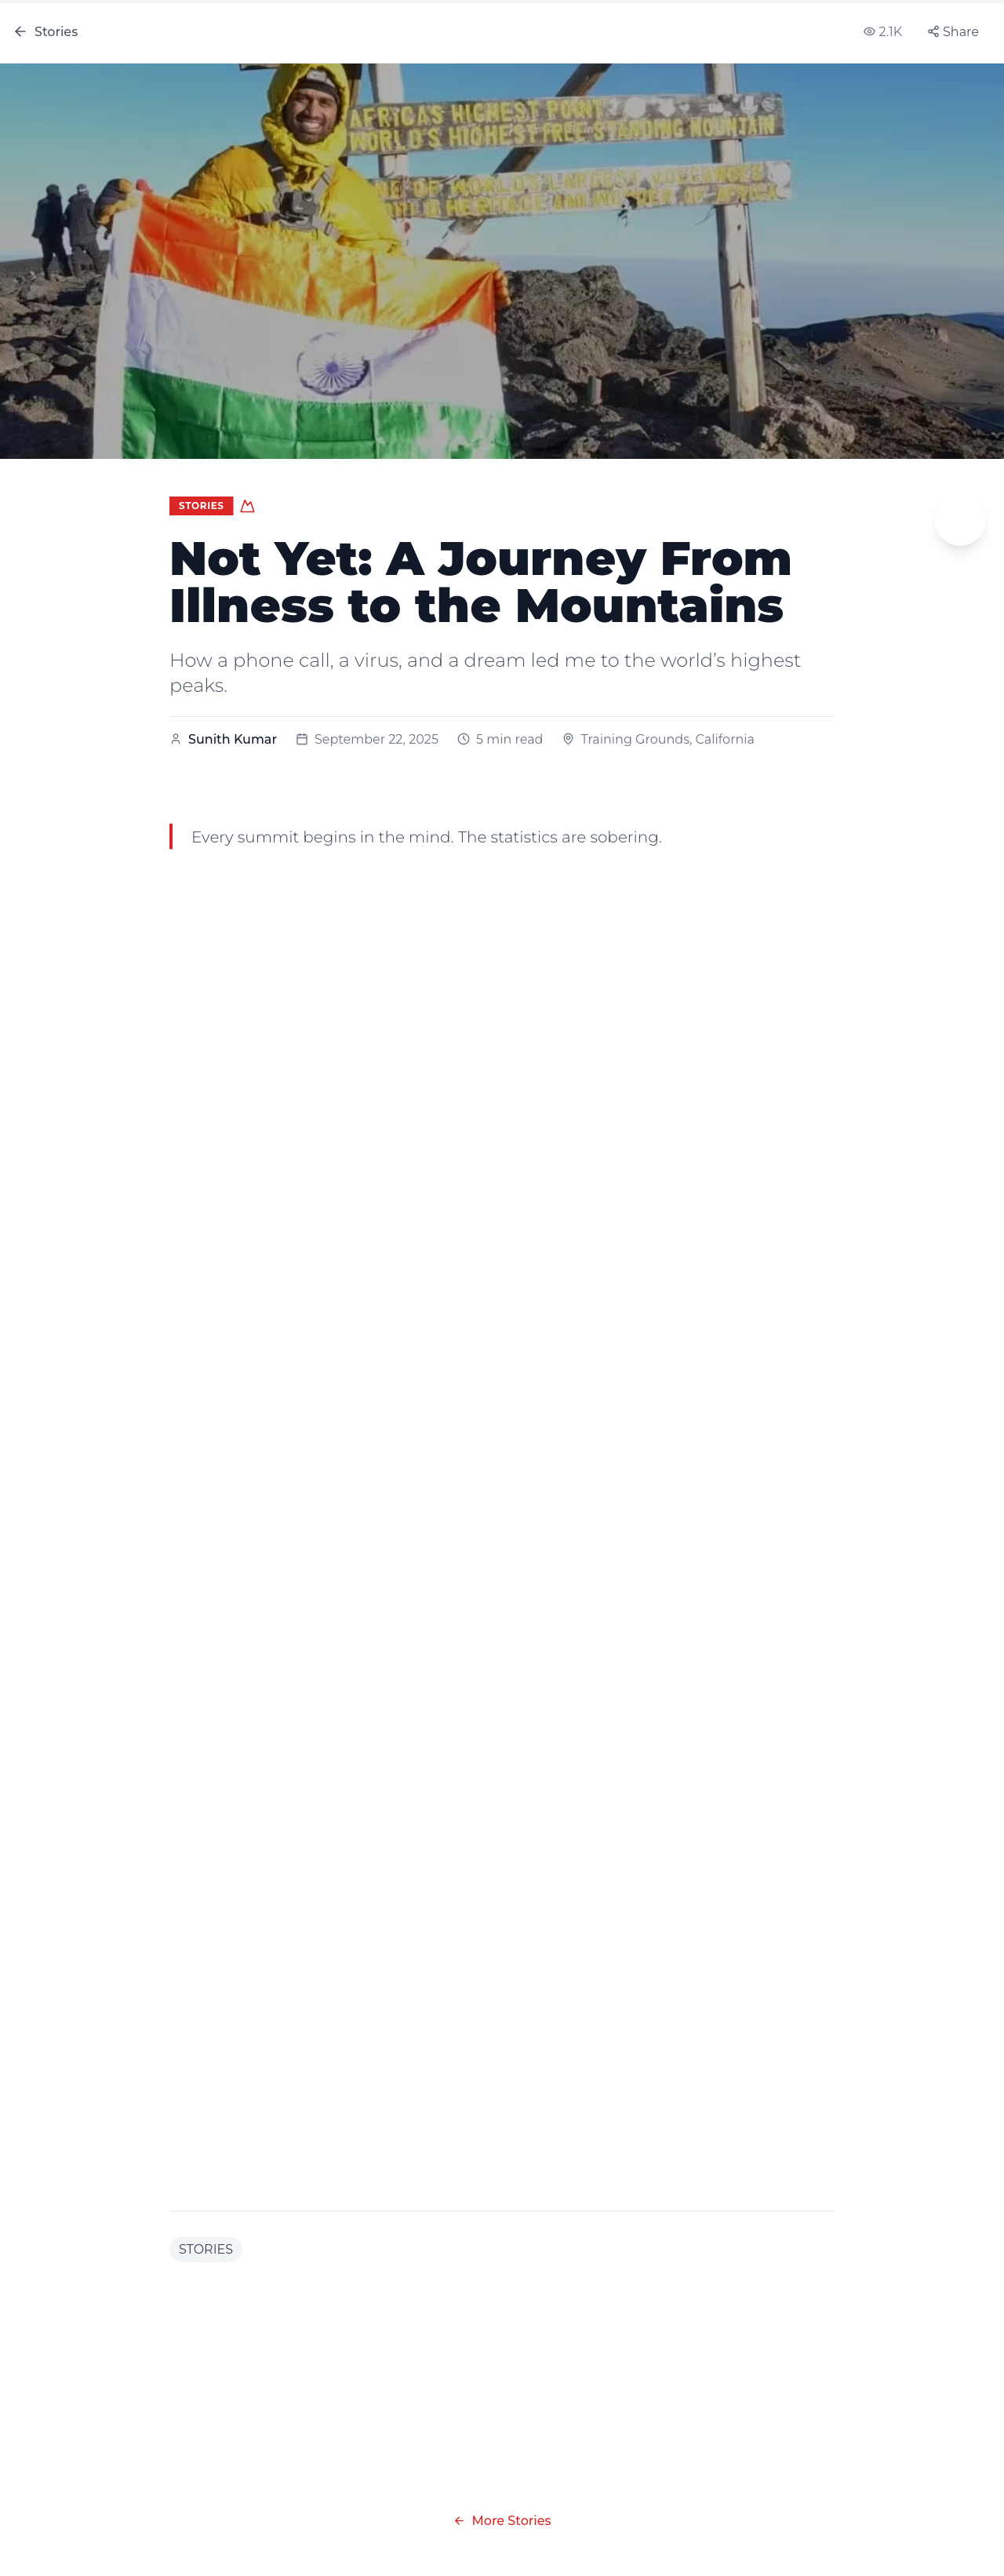 Stories
2.1K
Share
AFRICAS HIGHEST POINT
WORLD'S HIGHEST FREE STANDING MOUNTAIN
OF WORLD'S LARGEST VOLCANOES
HERITAGE AND WONDER OF AFRICA
STORIES
Not Yet: A Journey From
Illness to the Mountains
How a phone call, a virus, and a dream led me to the world’s highest
peaks.
Sunith Kumar
September 22, 2025
5 min read
Training Grounds, California
Every summit begins in the mind. The statistics are sobering.
STORIES
More Stories